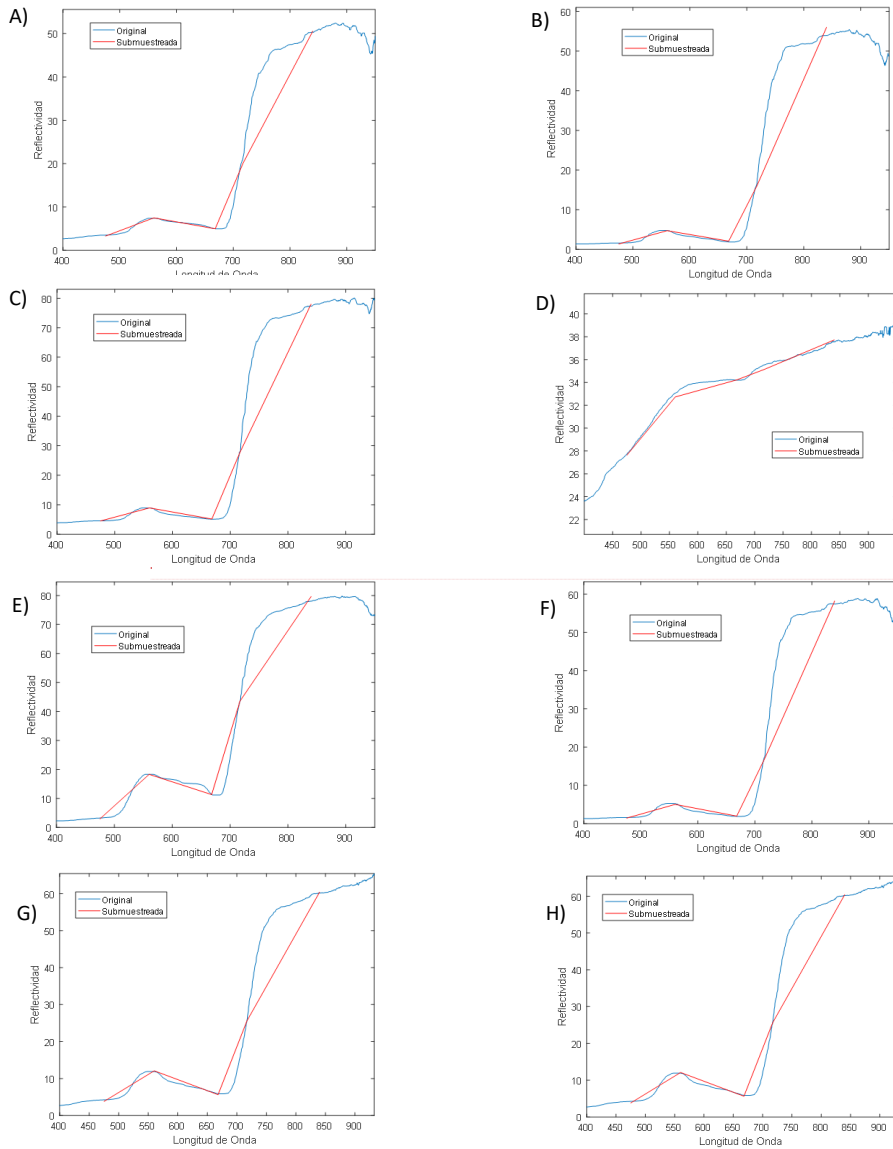 A)
Original
Submuestreada
Reflectividad
50
40
30
20
10
0
400 500 600 700 800 900
Longitud de Onda
B)
Original
Submuestreada
Reflectividad
60
50
40
30
20
10
0
400 500 600 700 800 900
Longitud de Onda
C)
Original
Submuestreada
Reflectividad
80
70
60
50
40
30
20
10
0
400 500 600 700 800 900
Longitud de Onda
D)
Original
Submuestreada
Reflectividad
40
38
36
34
32
30
28
26
24
22
450 500 550 600 650 700 750 800 850 900
Longitud de Onda
E)
Original
Submuestreada
Reflectividad
80
70
60
50
40
30
20
10
0
400 500 600 700 800 900
Longitud de Onda
F)
Original
Submuestreada
Reflectividad
60
50
40
30
20
10
0
400 500 600 700 800 900
Longitud de Onda
G)
Original
Submuestreada
Reflectividad
60
50
40
30
20
10
0
400 450 500 550 600 650 700 750 800 850 900
Longitud de Onda
H)
Original
Submuestreada
Reflectividad
60
50
40
30
20
10
0
400 450 500 550 600 650 700 750 800 850 900
Longitud de Onda